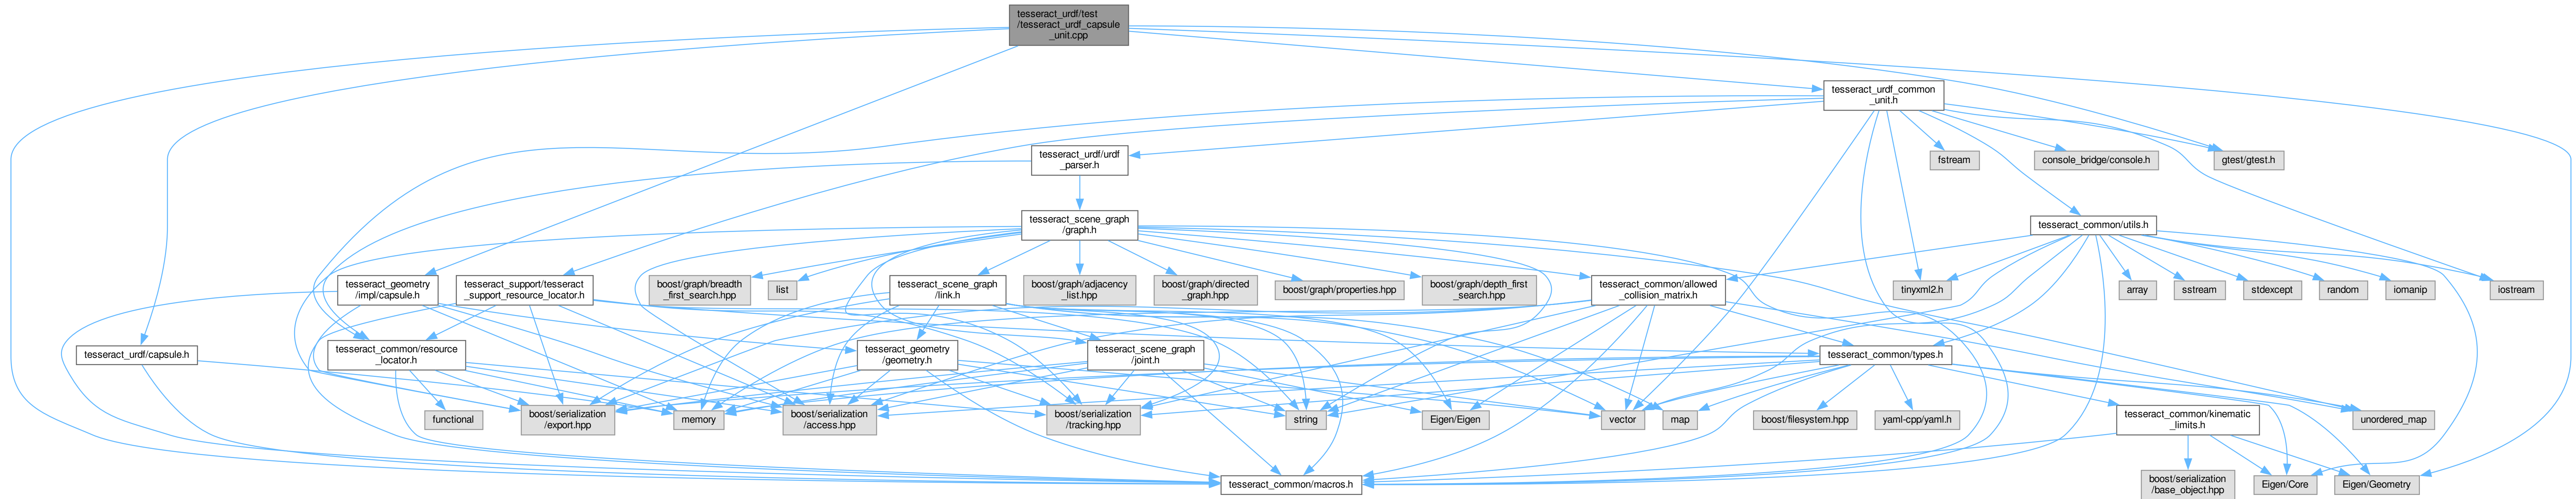 tesseract_urdf/test
/tesseract_urdf_capsule
_unit.cpp
tesseract_urdf_common
_unit.h
tesseract_urdf/urdf
_parser.h
fstream
console_bridge/console.h
gtest/gtest.h
tesseract_scene_graph
/graph.h
tesseract_common/utils.h
tesseract_geometry
/impl/capsule.h
tesseract_support/tesseract
_support_resource_locator.h
boost/graph/breadth
_first_search.hpp
list
tesseract_scene_graph
/link.h
boost/graph/adjacency
_list.hpp
boost/graph/directed
_graph.hpp
boost/graph/properties.hpp
boost/graph/depth_first
_search.hpp
tesseract_common/allowed
_collision_matrix.h
tinyxml2.h
array
sstream
stdexcept
random
iomanip
iostream
tesseract_urdf/capsule.h
tesseract_common/resource
_locator.h
tesseract_geometry
/geometry.h
tesseract_scene_graph
/joint.h
tesseract_common/types.h
functional
boost/serialization
/export.hpp
memory
boost/serialization
/access.hpp
boost/serialization
/tracking.hpp
string
Eigen/Eigen
vector
map
boost/filesystem.hpp
yaml-cpp/yaml.h
tesseract_common/kinematic
_limits.h
unordered_map
tesseract_common/macros.h
boost/serialization
/base_object.hpp
Eigen/Core
Eigen/Geometry